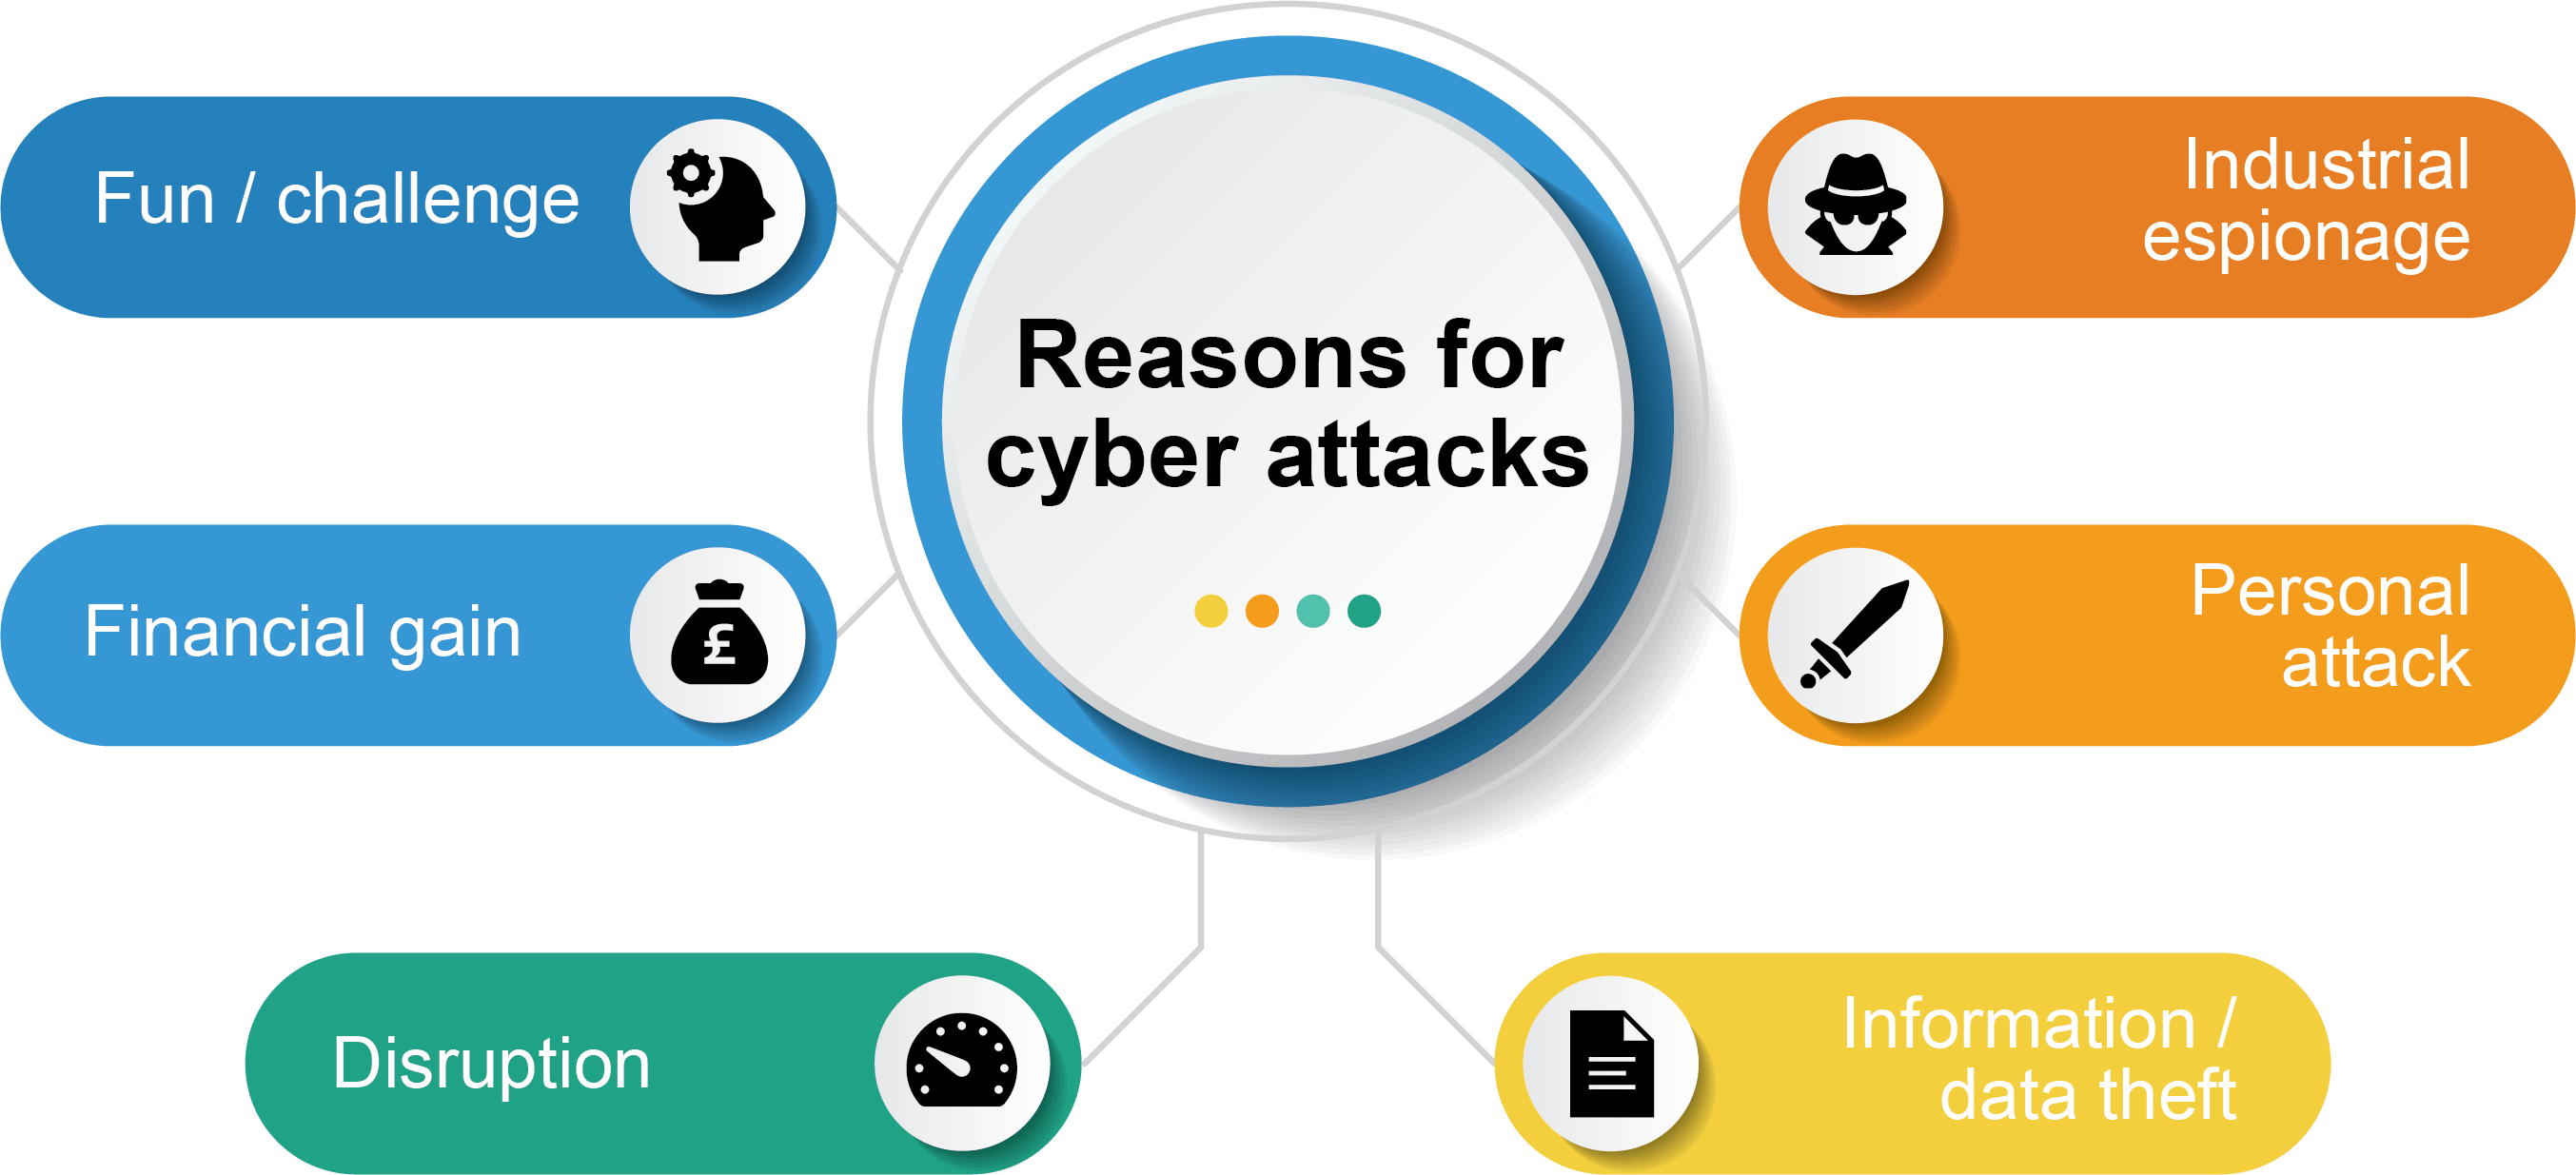 Reasons for
cyber attacks
Fun / challenge
Financial gain
£
Disruption
Industrial
espionage
Personal
attack
Information /
data theft